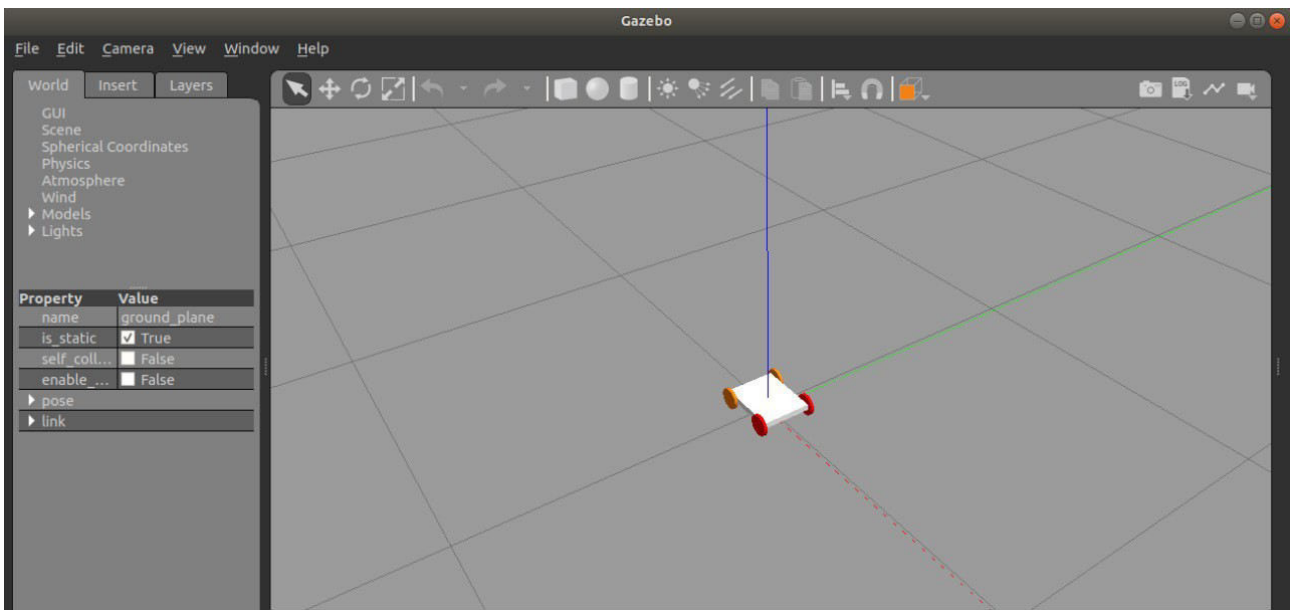 Gazebo
File Edit Camera View Window Help
World Insert Layers
GUI
Scene
Spherical Coordinates
Physics
Atmosphere
Wind
Models
Lights
Property Value
name ground_plane
is_static True
self_coll... False
enable_... False
pose
link
LOG